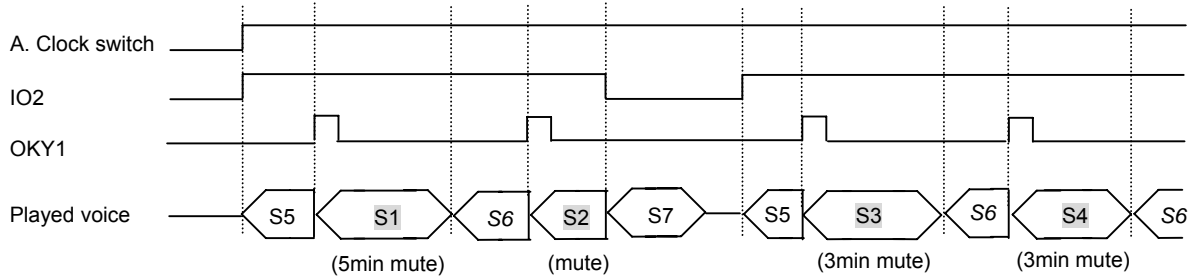 A. Clock switch
IO2
OKY1
Played voice S5 S1 S6 S2 S7 S5 S3 S6 S4 S6
(5min mute) (mute) (3min mute) (3min mute)